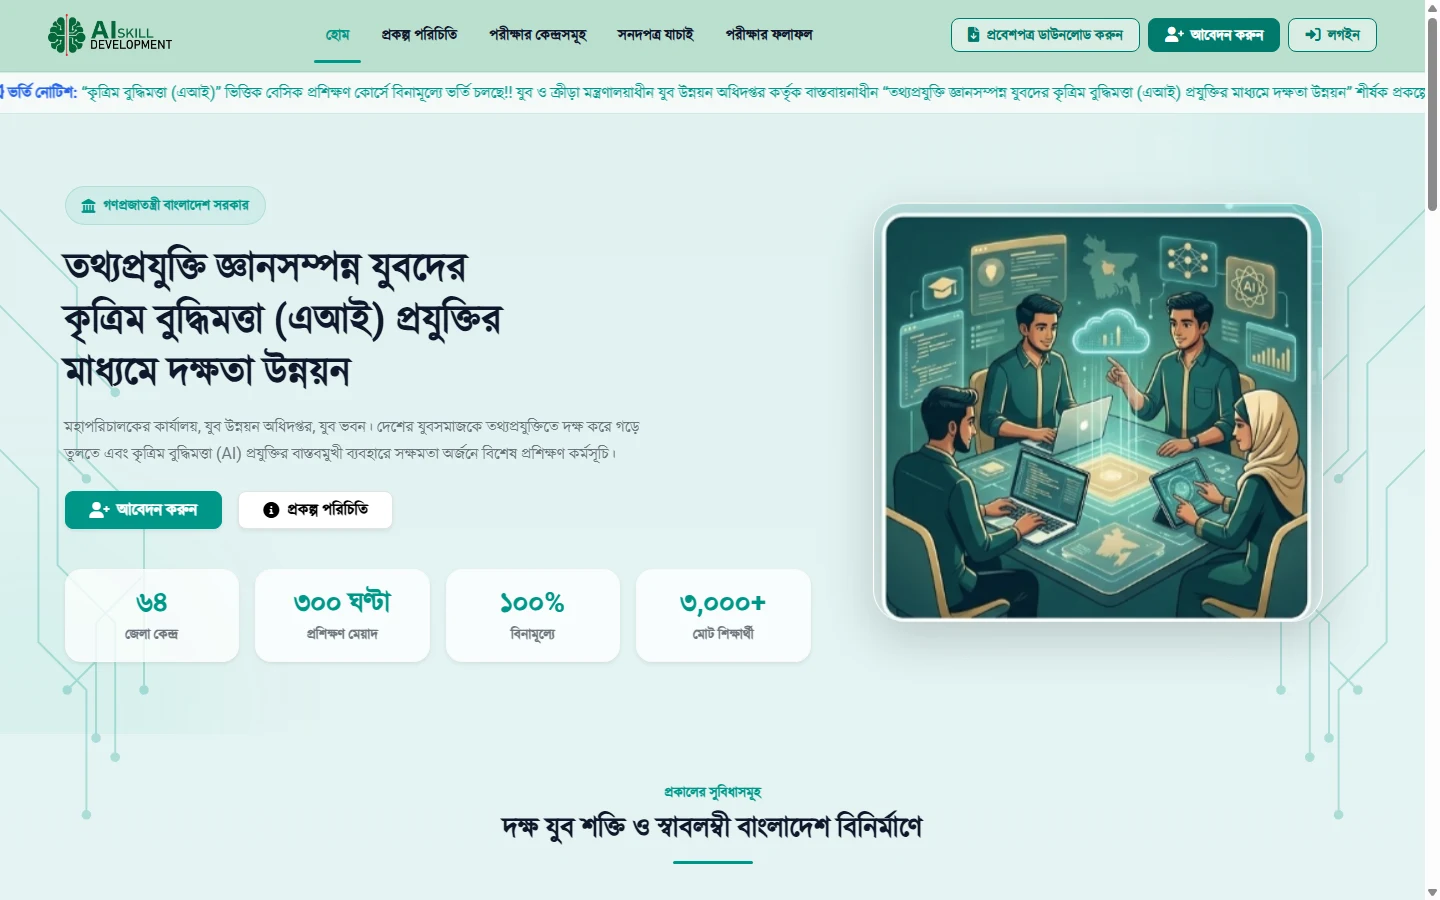 AI SKILL
DEVELOPMENT
হোম
প্রকল্প পরিচিতি
পরীক্ষার কেন্দ্রসমূহ
সনদপত্র যাচাই
পরীক্ষার ফলাফল
প্রবেশপত্র ডাউনলোড করুন
আবেদন করুন
লগইন
ভর্তি নোটিশ: “কৃত্রিম বুদ্ধিমত্তা (এআই)” ভিত্তিক বেসিক প্রশিক্ষণ কোর্সে বিনামূল্যে ভর্তি চলছে!! যুব ও ক্রীড়া মন্ত্রণালয়াধীন যুব উন্নয়ন অধিদপ্তর কর্তৃক বাস্তবায়নাধীন “তথ্যপ্রযুক্তি জ্ঞানসম্পন্ন যুবদের কৃত্রিম বুদ্ধিমত্তা (এআই) প্রযুক্তির মাধ্যমে দক্ষতা উন্নয়ন” শীর্ষক
গণপ্রজাতন্ত্রী বাংলাদেশ সরকার
তথ্যপ্রযুক্তি জ্ঞানসম্পন্ন যুবদের
কৃত্রিম বুদ্ধিমত্তা (এআই) প্রযুক্তির
মাধ্যমে দক্ষতা উন্নয়ন
মহাপরিচালকের কার্যালয়, যুব উন্নয়ন অধিদপ্তর, যুব ভবন। দেশের যুবসমাজকে তথ্যপ্রযুক্তিতে দক্ষ করে গড়ে
তুলতে এবং কৃত্রিম বুদ্ধিমত্তা (AI) প্রযুক্তির বাস্তবমুখী ব্যবহারে সক্ষমতা অর্জনে বিশেষ প্রশিক্ষণ কর্মসূচি।
আবেদন করুন
প্রকল্প পরিচিতি
৬৪
জেলা কেন্দ্র
৩০০ ঘণ্টা
প্রশিক্ষণ মেয়াদ
১০০%
বিনামূল্যে
৩,০০০+
মোট শিক্ষার্থী
AI
প্রকালের সুবিধাসমূহ
দক্ষ যুব শক্তি ও স্বাবলম্বী বাংলাদেশ বিনির্মাণে